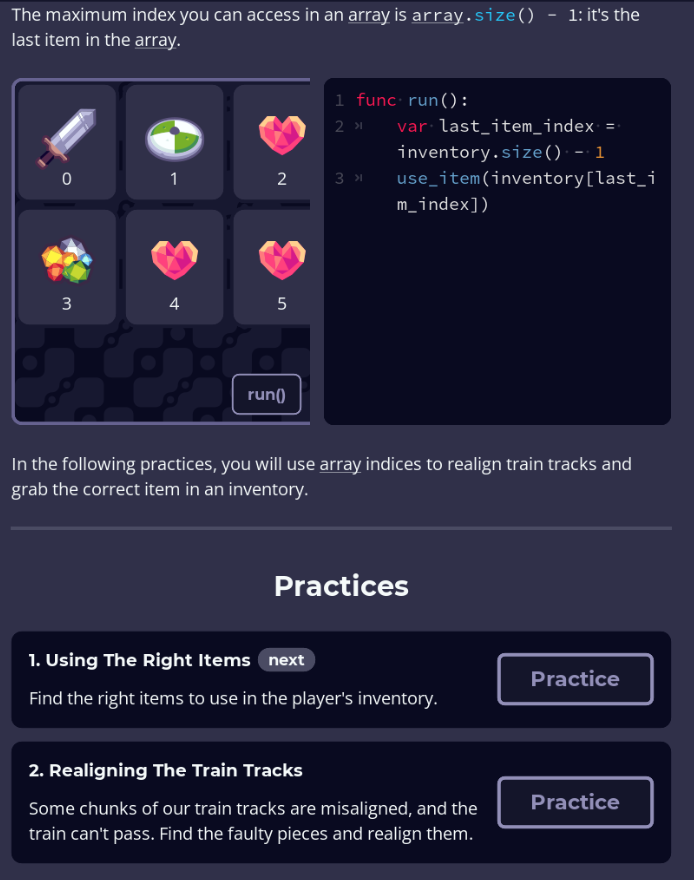 The maximum index you can access in an array is array.size() - 1: it's the
last item in the array.
0
1
2
3
4
5
run()
1 func run():
2 var last_item_index =
inventory.size() - 1
3 use_item(inventory[last_i
m_index])
In the following practices, you will use array indices to realign train tracks and
grab the correct item in an inventory.
Practices
1. Using The Right Items next
Find the right items to use in the player's inventory.
Practice
2. Realigning The Train Tracks
Some chunks of our train tracks are misaligned, and the
train can't pass. Find the faulty pieces and realign them.
Practice